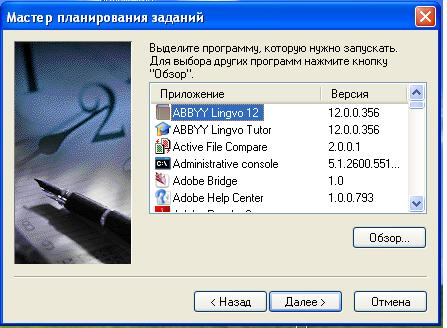 Мастер планирования заданий
Выделите программу, которую нужно запускать.
Для выбора других программ нажмите кнопку
"Обзор".
Приложение Версия
ABBYY Lingvo 12 12.0.0.356
ABBYY Lingvo Tutor 12.0.0.356
Active File Compare 2.0.0.1
Administrative console 5.1.2600.551...
Adobe Bridge 1.0
Adobe Help Center 1.0.0.793
Обзор...
< Назад Далее > Отмена